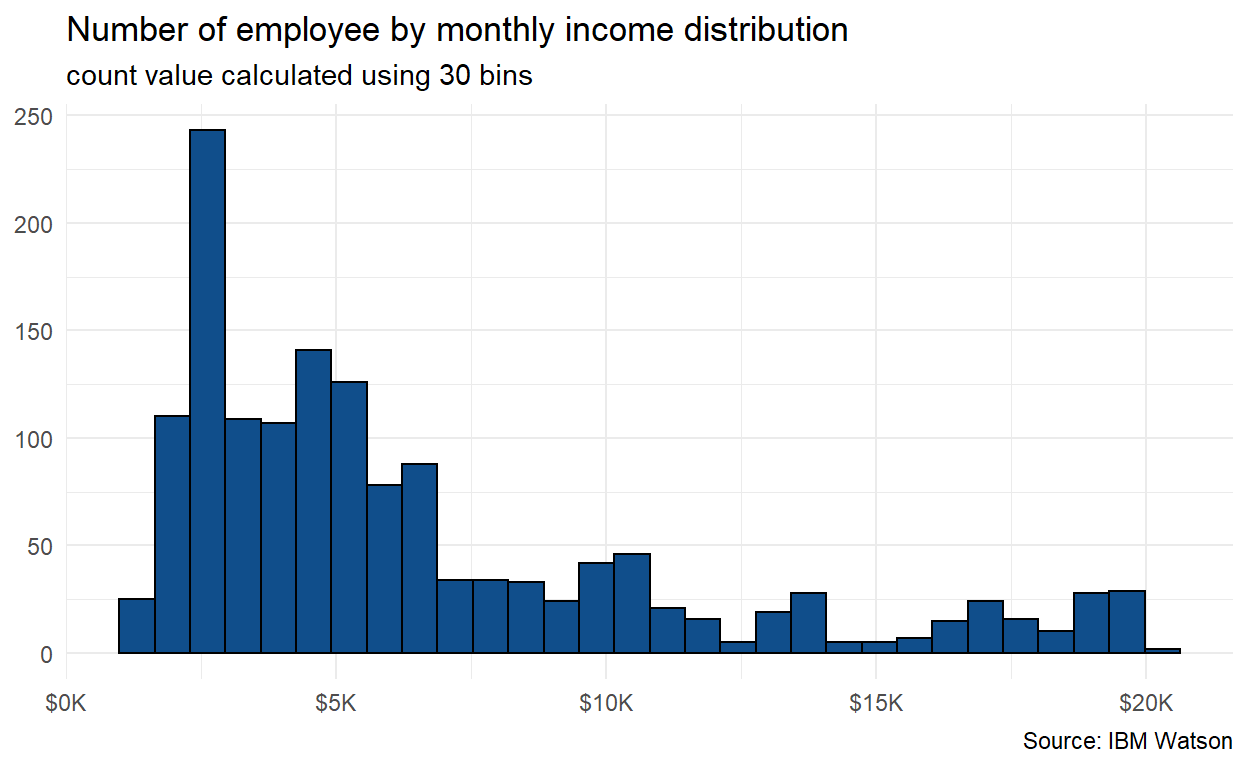 Number of employee by monthly income distribution
count value calculated using 30 bins
250
200
150
100
50
0
$0K $5K $10K $15K $20K
Source: IBM Watson